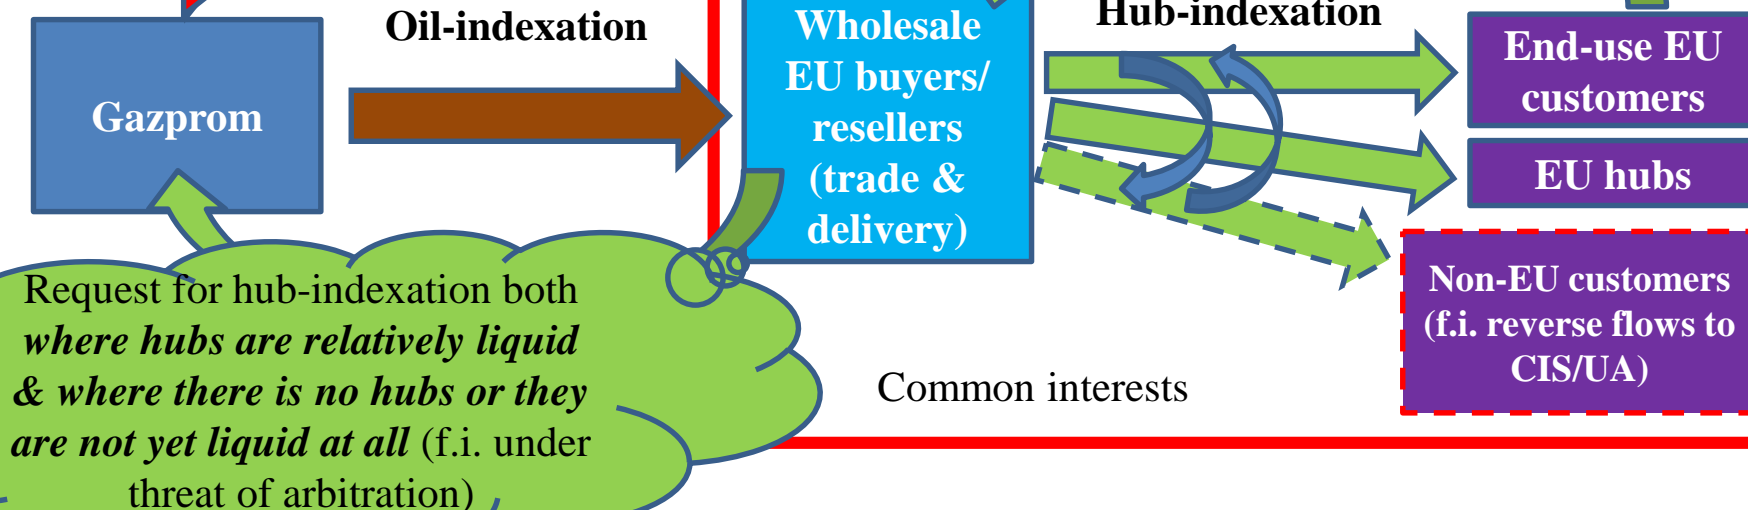 Oil-indexation
Hub-indexation
Gazprom
Wholesale
EU buyers/
resellers
(trade &
delivery)
End-use EU
customers
EU hubs
Non-EU customers
(f.i. reverse flows to
CIS/UA)
Request for hub-indexation both
where hubs are relatively liquid
& where there is no hubs or they
are not yet liquid at all (f.i. under
threat of arbitration)
Common interests